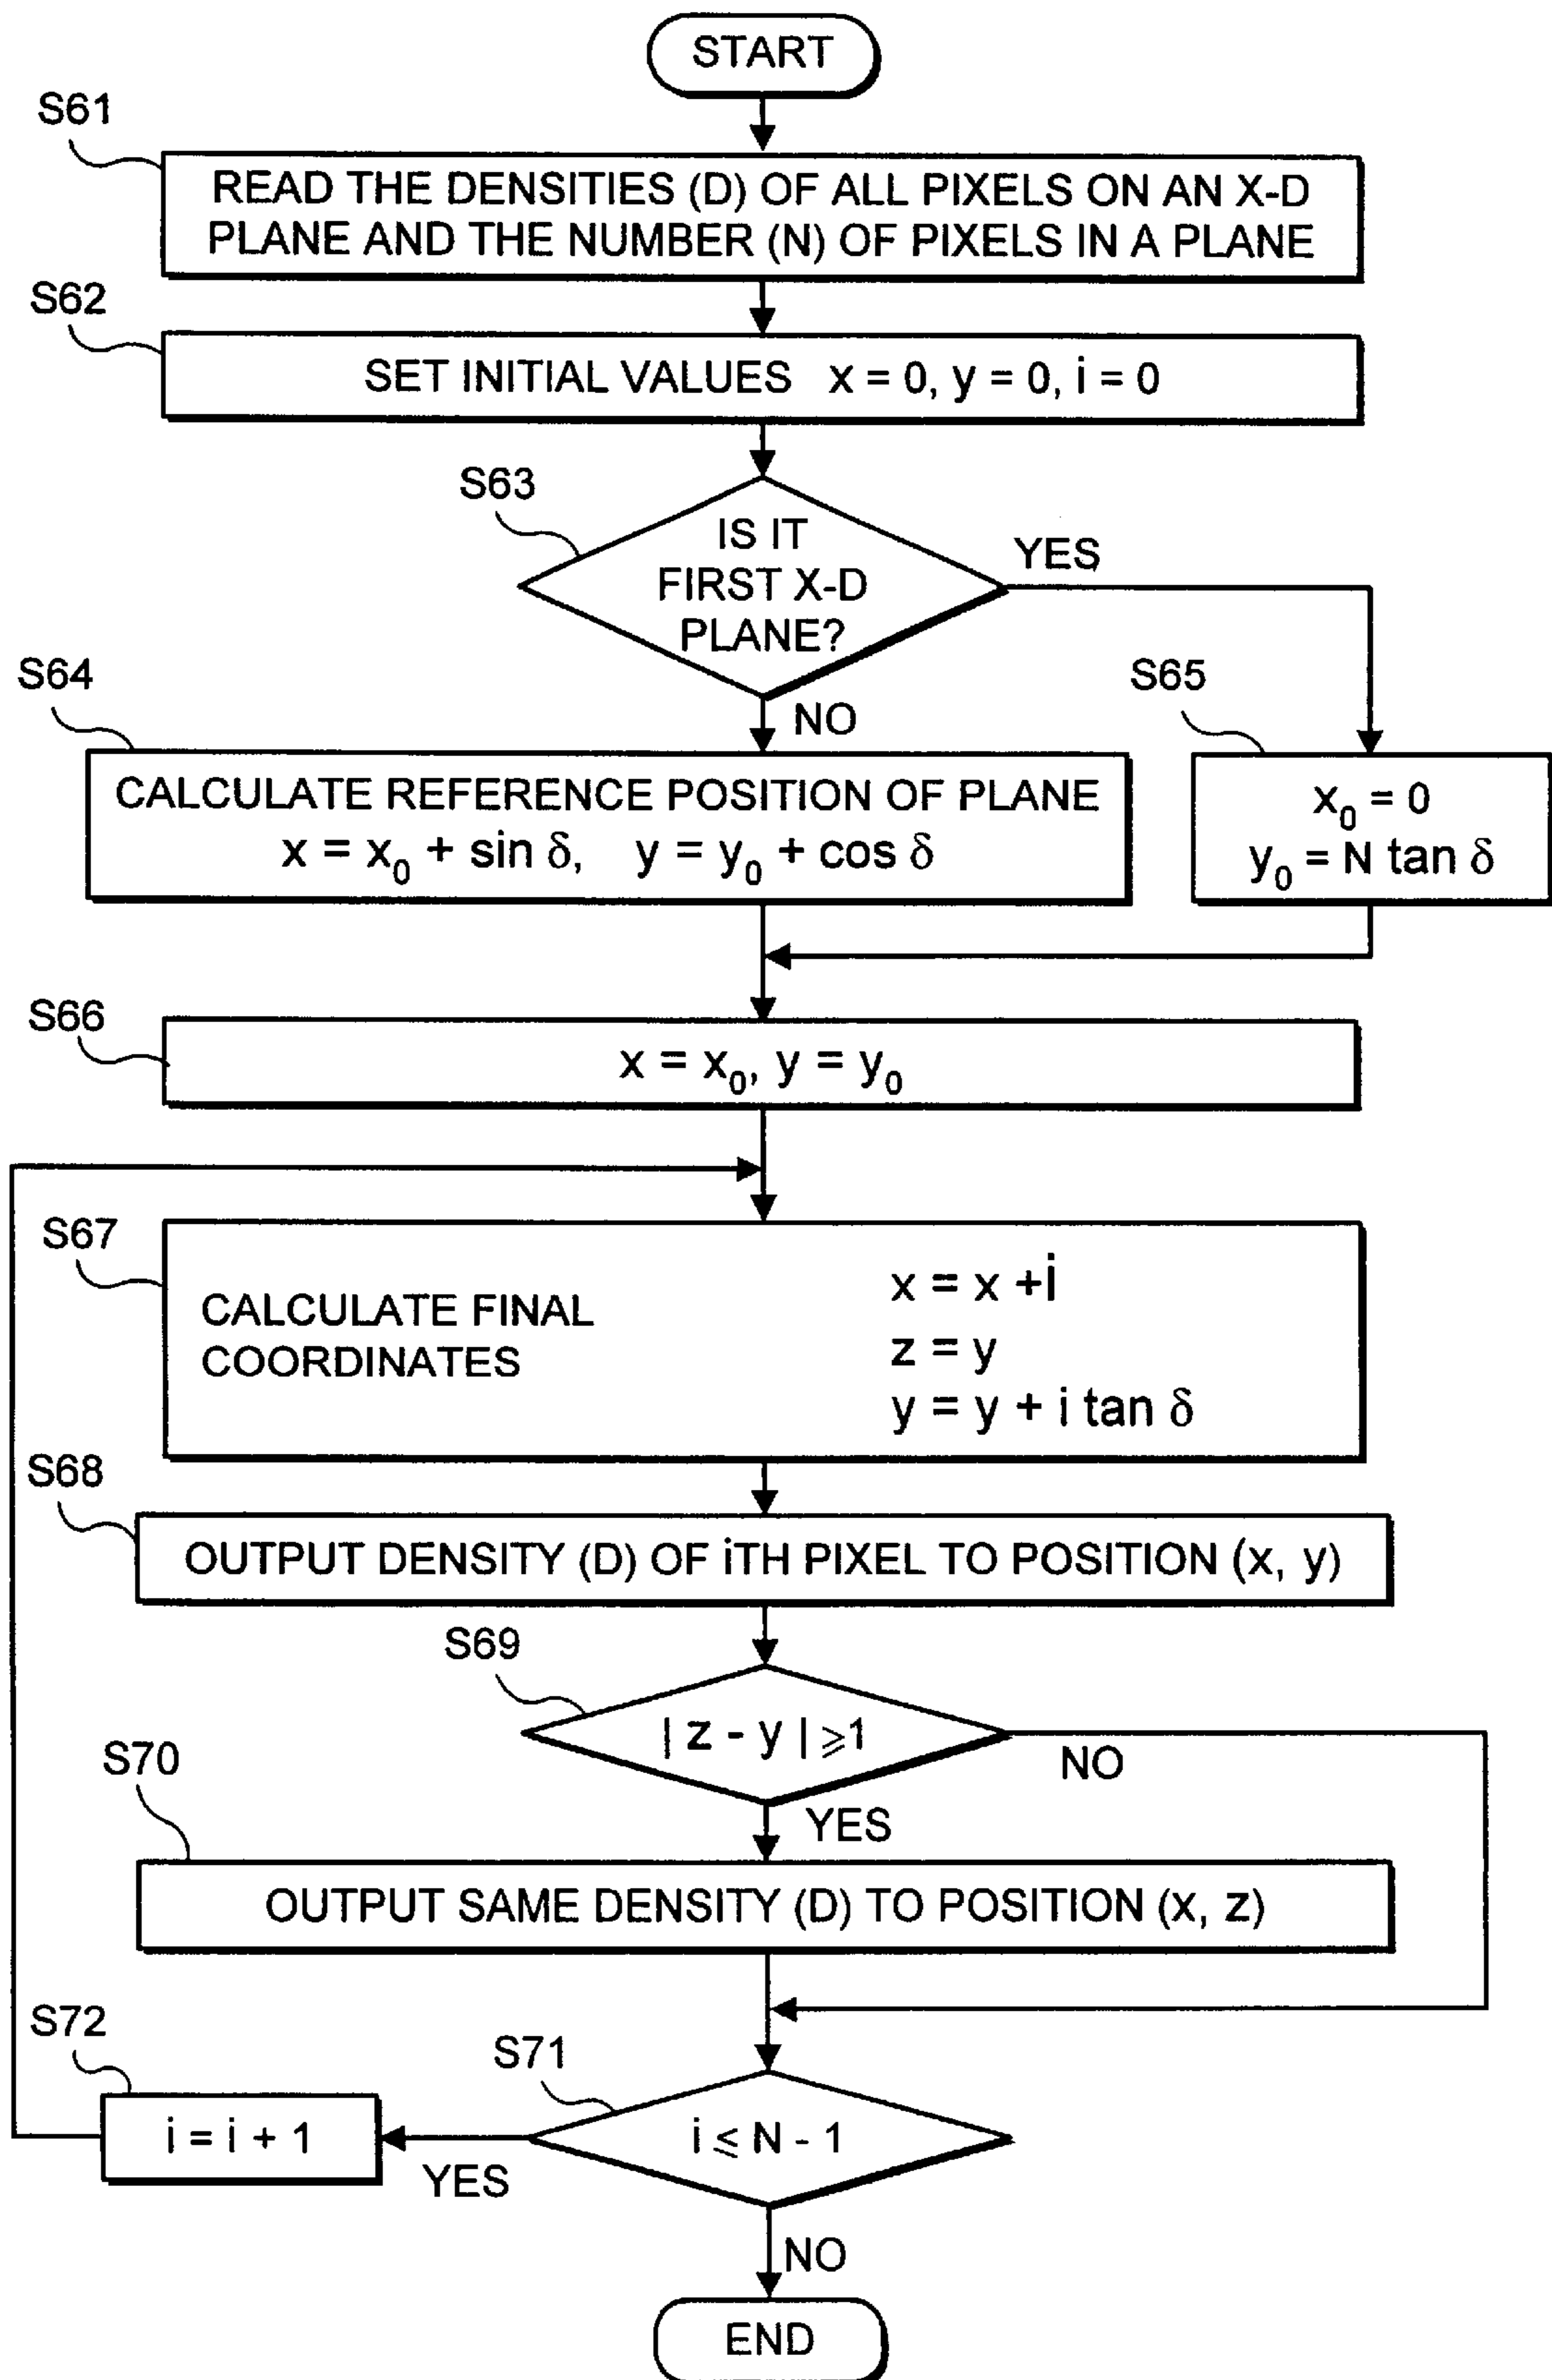 START
S61
READ THE DENSITIES (D) OF ALL PIXELS ON AN X-D
PLANE AND THE NUMBER (N) OF PIXELS IN A PLANE
S62
SET INITIAL VALUES x = 0, y = 0, i = 0
S63
IS IT
FIRST X-D
PLANE?
YES
S64
NO
S65
CALCULATE REFERENCE POSITION OF PLANE
x = x₀ + sin δ, y = y₀ + cos δ
x₀ = 0
y₀ = N tan δ
S66
x = x₀, y = y₀
S67
CALCULATE FINAL
COORDINATES
x = x +i
z = y
y = y + i tan δ
S68
OUTPUT DENSITY (D) OF iTH PIXEL TO POSITION (x, y)
S69
| z - y | ⩾1
NO
S70
YES
OUTPUT SAME DENSITY (D) TO POSITION (x, z)
S72
S71
i = i + 1
YES
i ⩽ N - 1
NO
END